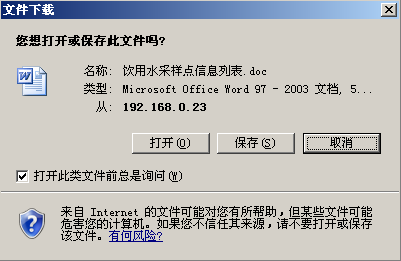 文件下载
您想打开或保存此文件吗?
名称: 饮用水采样点信息列表.doc
类型: Microsoft Office Word 97 - 2003 文档, 5...
从: 192.168.0.23
打开(O) 保存(S) 取消
打开此类文件前总是询问(W)
来自 Internet 的文件可能对您有所帮助，但某些文件可能
危害您的计算机。如果您不信任其来源，请不要打开或保存
该文件。有何风险?